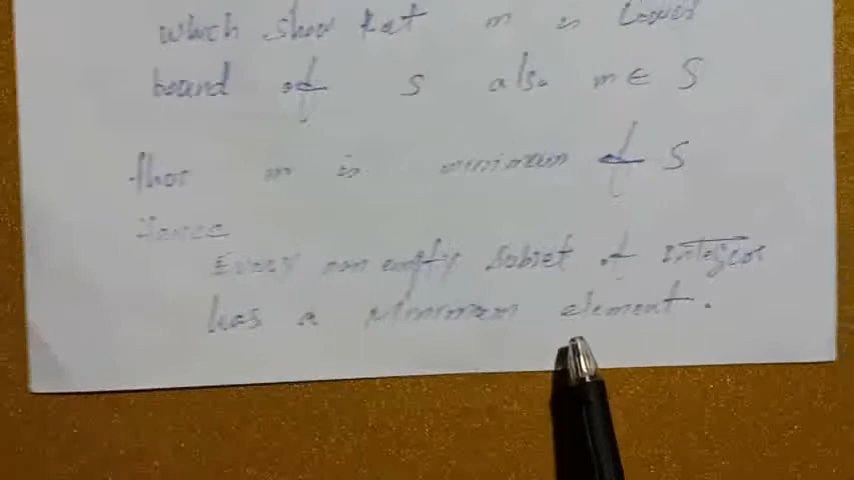 which show that m is Lower
bound of S also m ∈ S
thus m is minimum of S
Hence
Every non empty subset of integers
has a Minimum element.